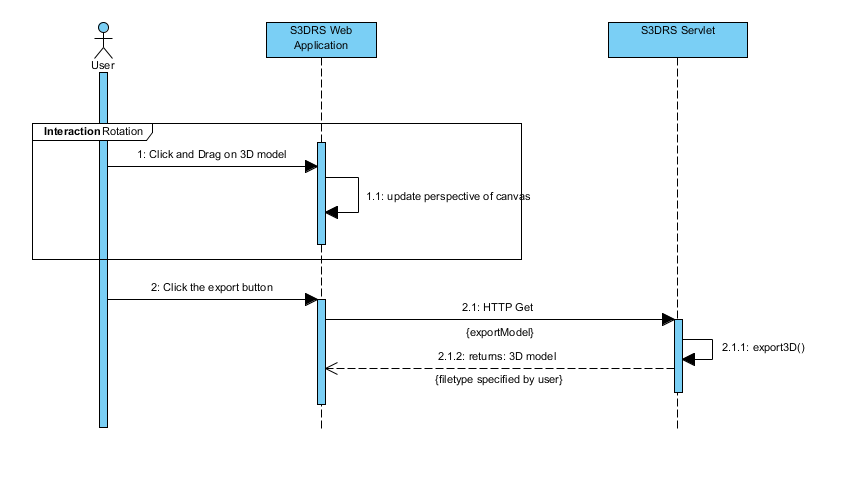 S3DRS Web
Application
S3DRS Servlet
User
Interaction Rotation
1: Click and Drag on 3D model
1.1: update perspective of canvas
2: Click the export button
2.1: HTTP Get
{exportModel}
2.1.1: export3D()
2.1.2: returns: 3D model
{filetype specified by user}